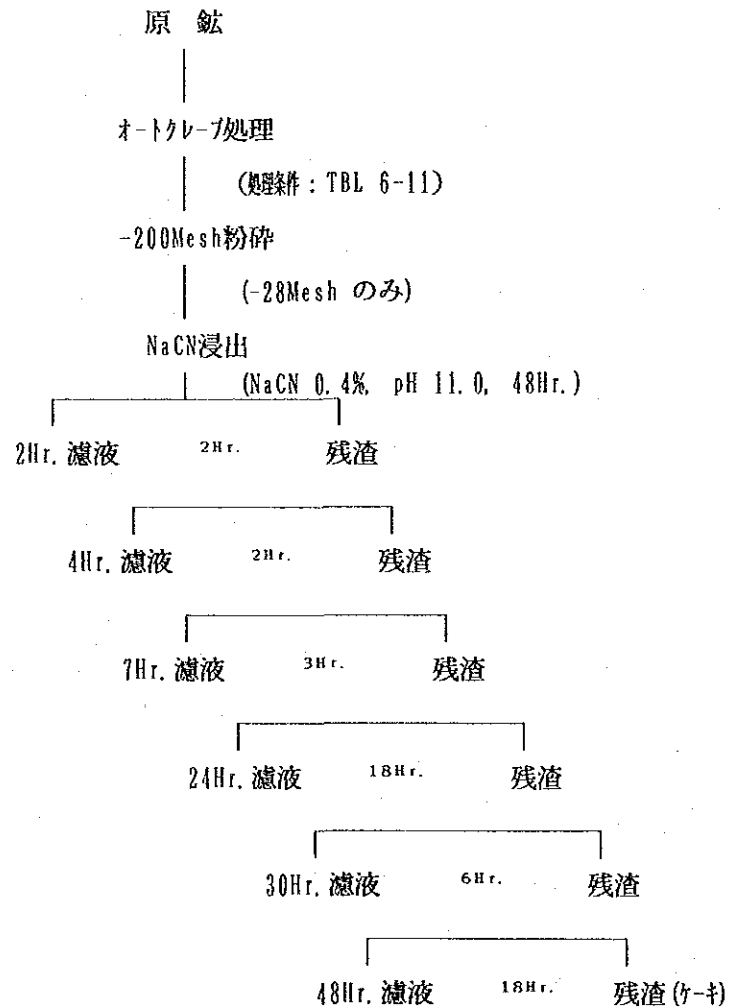 原 鉱
オートクレーブ処理
(処理条件 : TBL 6-11)
-200Mesh粉砕
(-28Mesh のみ)
NaCN浸出
(NaCN 0.4%, pH 11.0, 48Hr.)
2Hr. 濾液 2Hr. 残渣
4Hr. 濾液 2Hr. 残渣
7Hr. 濾液 3Hr. 残渣
24Hr. 濾液 18Hr. 残渣
30Hr. 濾液 6Hr. 残渣
48Hr. 濾液 18Hr. 残渣(ケーキ)